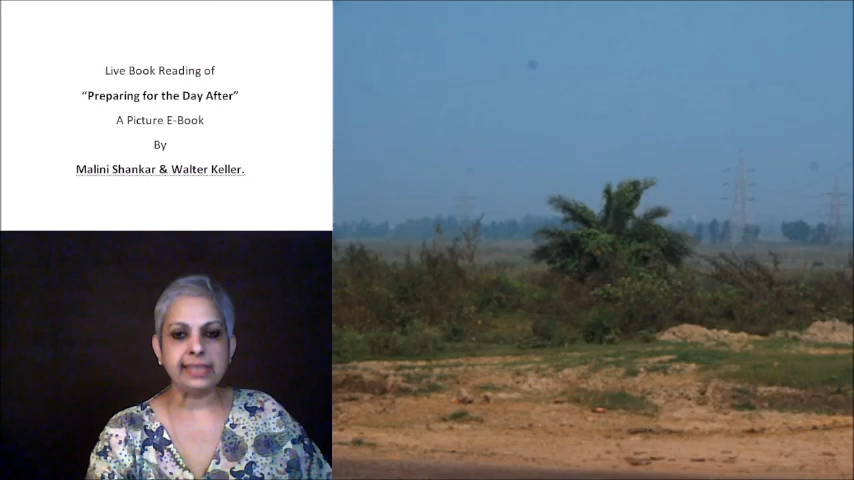 Live Book Reading of
“Preparing for the Day After”
A Picture E-Book
By
Malini Shankar & Walter Keller.